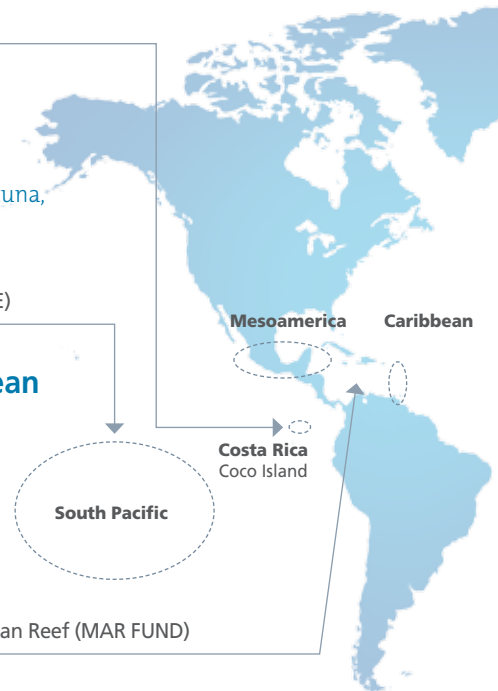 una,
E)
Mesoamerica
Caribbean
ean
Costa Rica
Coco Island
South Pacific
an Reef (MAR FUND)